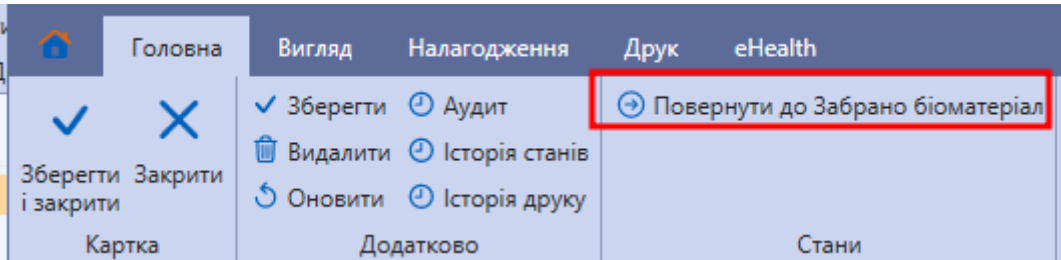 Головна Вигляд Налагодження Друк eHealth
Зберегти і закрити
Закрити
Зберегти
Видалити
Оновити
Аудит
Історія станів
Історія друку
Повернути до Забрано біоматеріал
Картка Додатково Стани